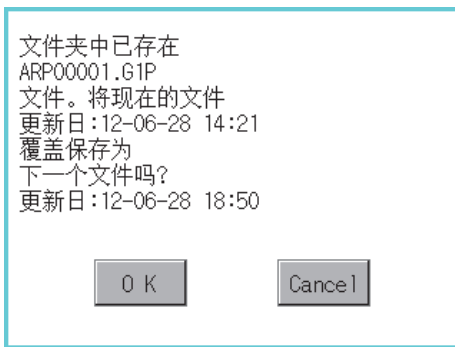 文件夹中已存在
ARP00001.G1P
文件。将现在的文件
更新日:12-06-28 14:21
覆盖保存为
下一个文件吗?
更新日:12-06-28 18:50
OK Cancel